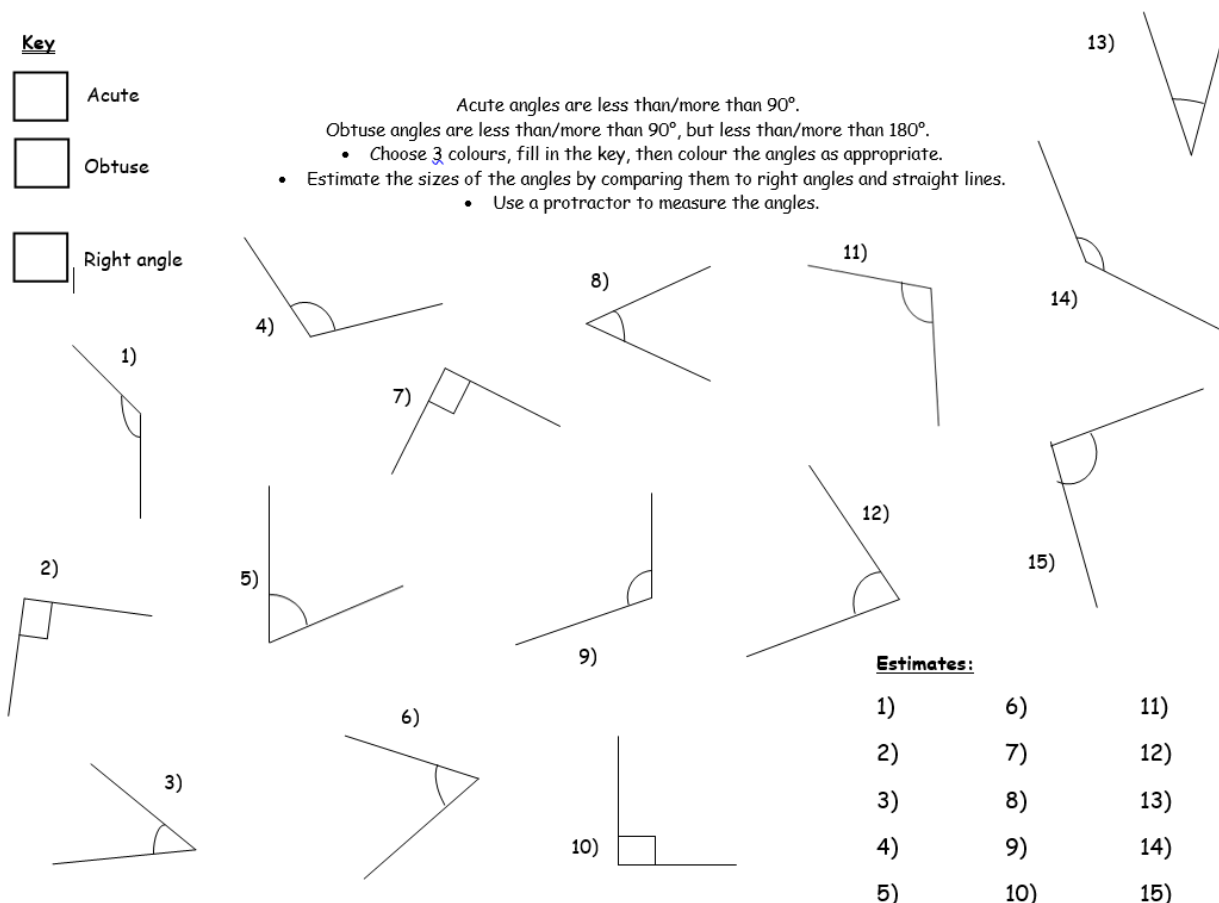 Key
Acute
Obtuse
Right angle
Acute angles are less than/more than 90°.
Obtuse angles are less than/more than 90°, but less than/more than 180°.
• Choose 3 colours, fill in the key, then colour the angles as appropriate.
• Estimate the sizes of the angles by comparing them to right angles and straight lines.
• Use a protractor to measure the angles.
1)
2)
3)
4)
5)
6)
7)
8)
9)
10)
11)
12)
13)
14)
15)
Estimates:
1) 6) 11)
2) 7) 12)
3) 8) 13)
4) 9) 14)
5) 10) 15)